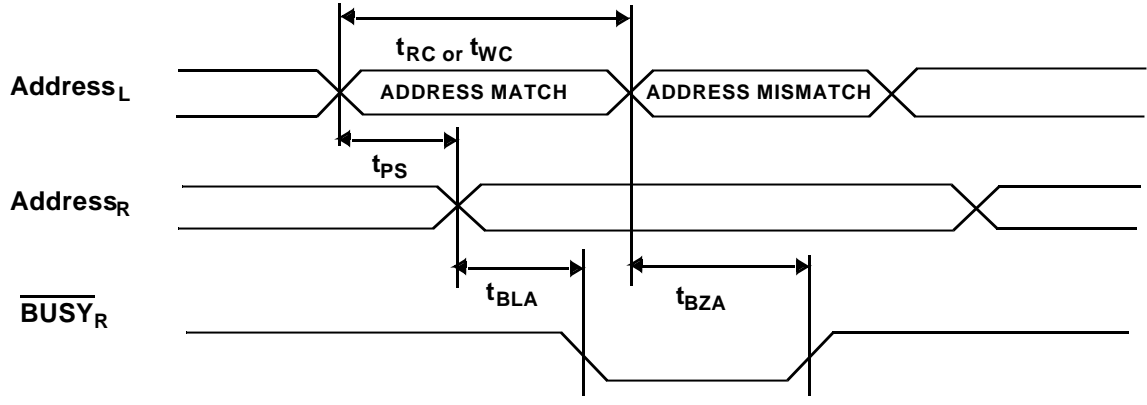 tRC or tWC
AddressL
ADDRESS MATCH
ADDRESS MISMATCH
tPS
AddressR
tBLA
tBZA
BUSYR